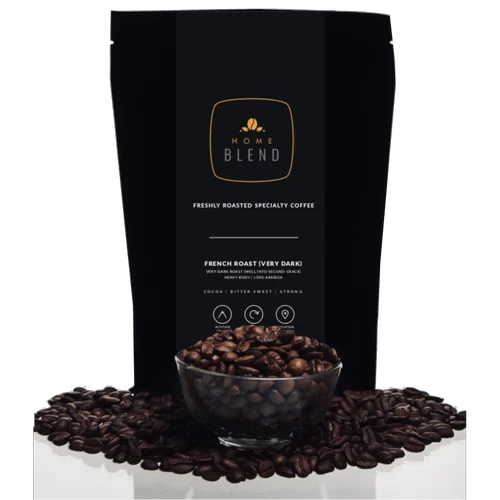 HOME
BLEND
FRESHLY ROASTED SPECIALTY COFFEE
FRENCH ROAST (VERY DARK)
VERY DARK ROAST (WELL INTO SECOND CRACK)
HEAVY BODY | 100% ARABICA
COCOA | BITTER SWEET | STRONG
ALTITUDE